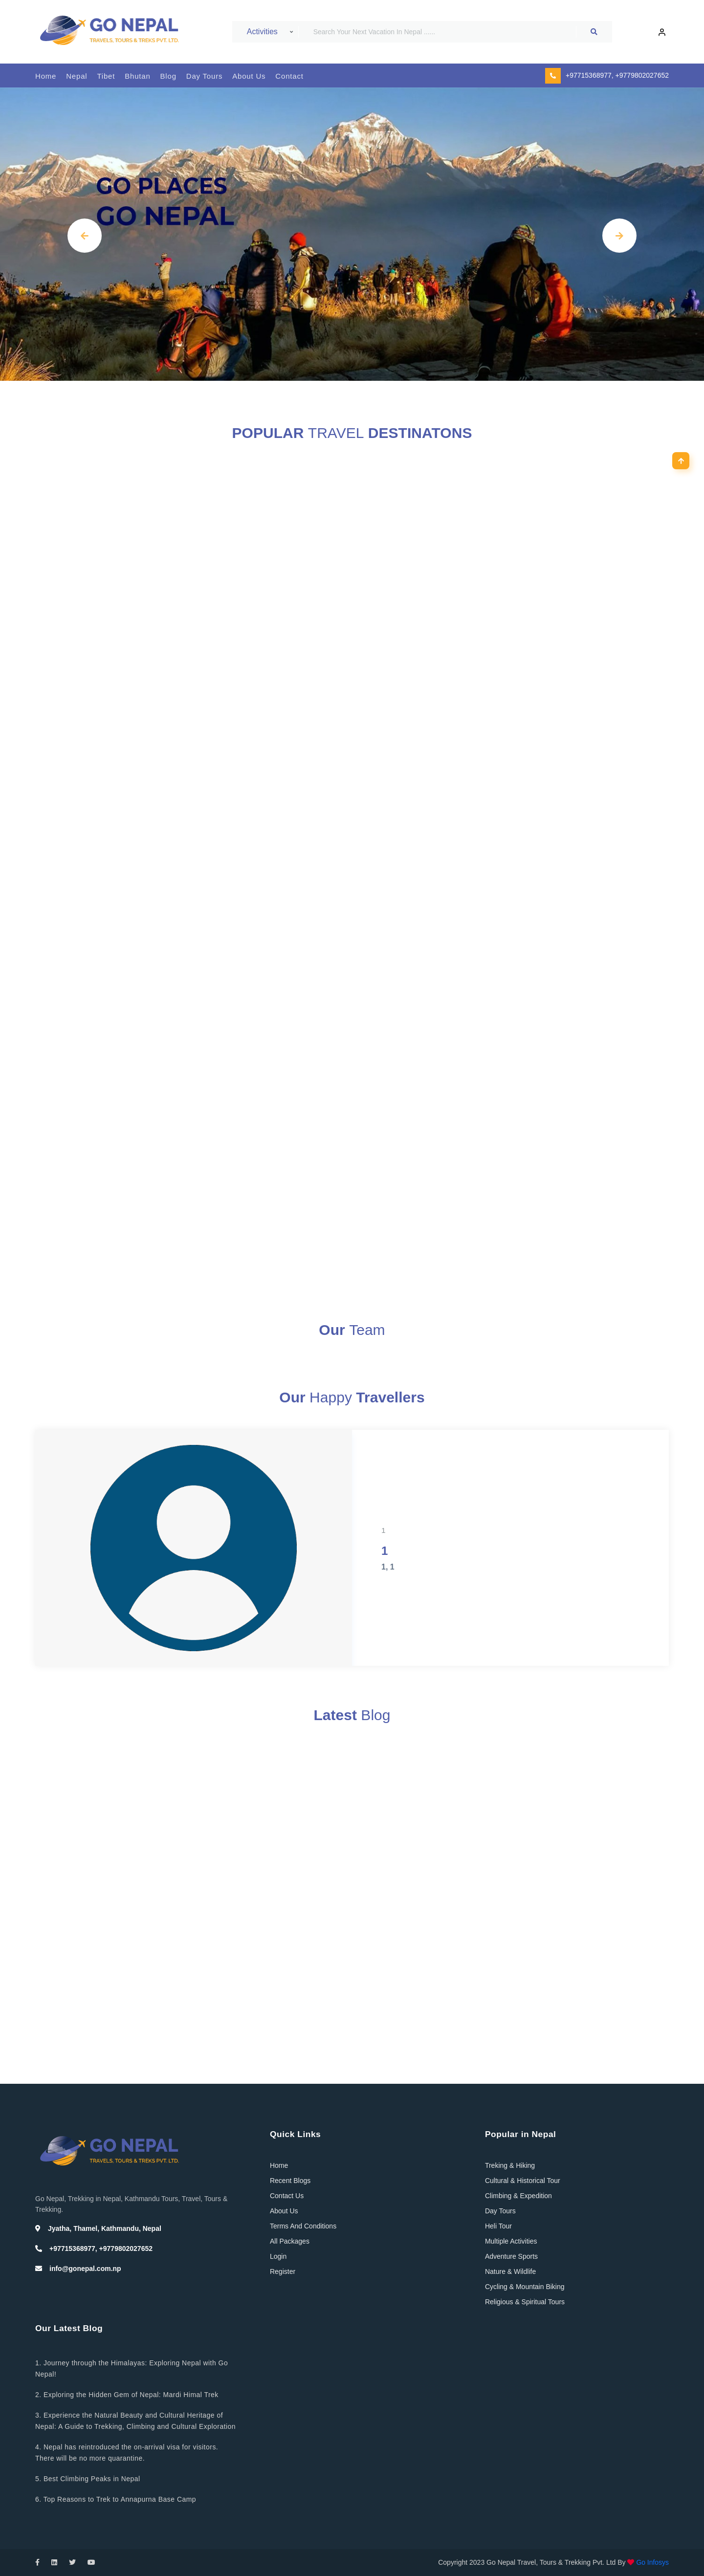 GO NEPAL
TRAVELS, TOURS & TREKS PVT. LTD.
Activities
Search Your Next Vacation In Nepal ......
Home Nepal Tibet Bhutan Blog Day Tours About Us Contact
+97715368977, +9779802027652
GO PLACES
GO NEPAL
POPULAR TRAVEL DESTINATONS
Our Team
Our Happy Travellers
1
1
1, 1
Latest Blog
GO NEPAL
TRAVELS, TOURS & TREKS PVT. LTD.
Go Nepal, Trekking in Nepal, Kathmandu Tours, Travel, Tours &
Trekking.
Jyatha, Thamel, Kathmandu, Nepal
+97715368977, +9779802027652
info@gonepal.com.np
Quick Links
Home
Recent Blogs
Contact Us
About Us
Terms And Conditions
All Packages
Login
Register
Popular in Nepal
Treking & Hiking
Cultural & Historical Tour
Climbing & Expedition
Day Tours
Heli Tour
Multiple Activities
Adventure Sports
Nature & Wildlife
Cycling & Mountain Biking
Religious & Spiritual Tours
Our Latest Blog
1. Journey through the Himalayas: Exploring Nepal with Go
Nepal!
2. Exploring the Hidden Gem of Nepal: Mardi Himal Trek
3. Experience the Natural Beauty and Cultural Heritage of
Nepal: A Guide to Trekking, Climbing and Cultural Exploration
4. Nepal has reintroduced the on-arrival visa for visitors.
There will be no more quarantine.
5. Best Climbing Peaks in Nepal
6. Top Reasons to Trek to Annapurna Base Camp
Copyright 2023 Go Nepal Travel, Tours & Trekking Pvt. Ltd By Go Infosys